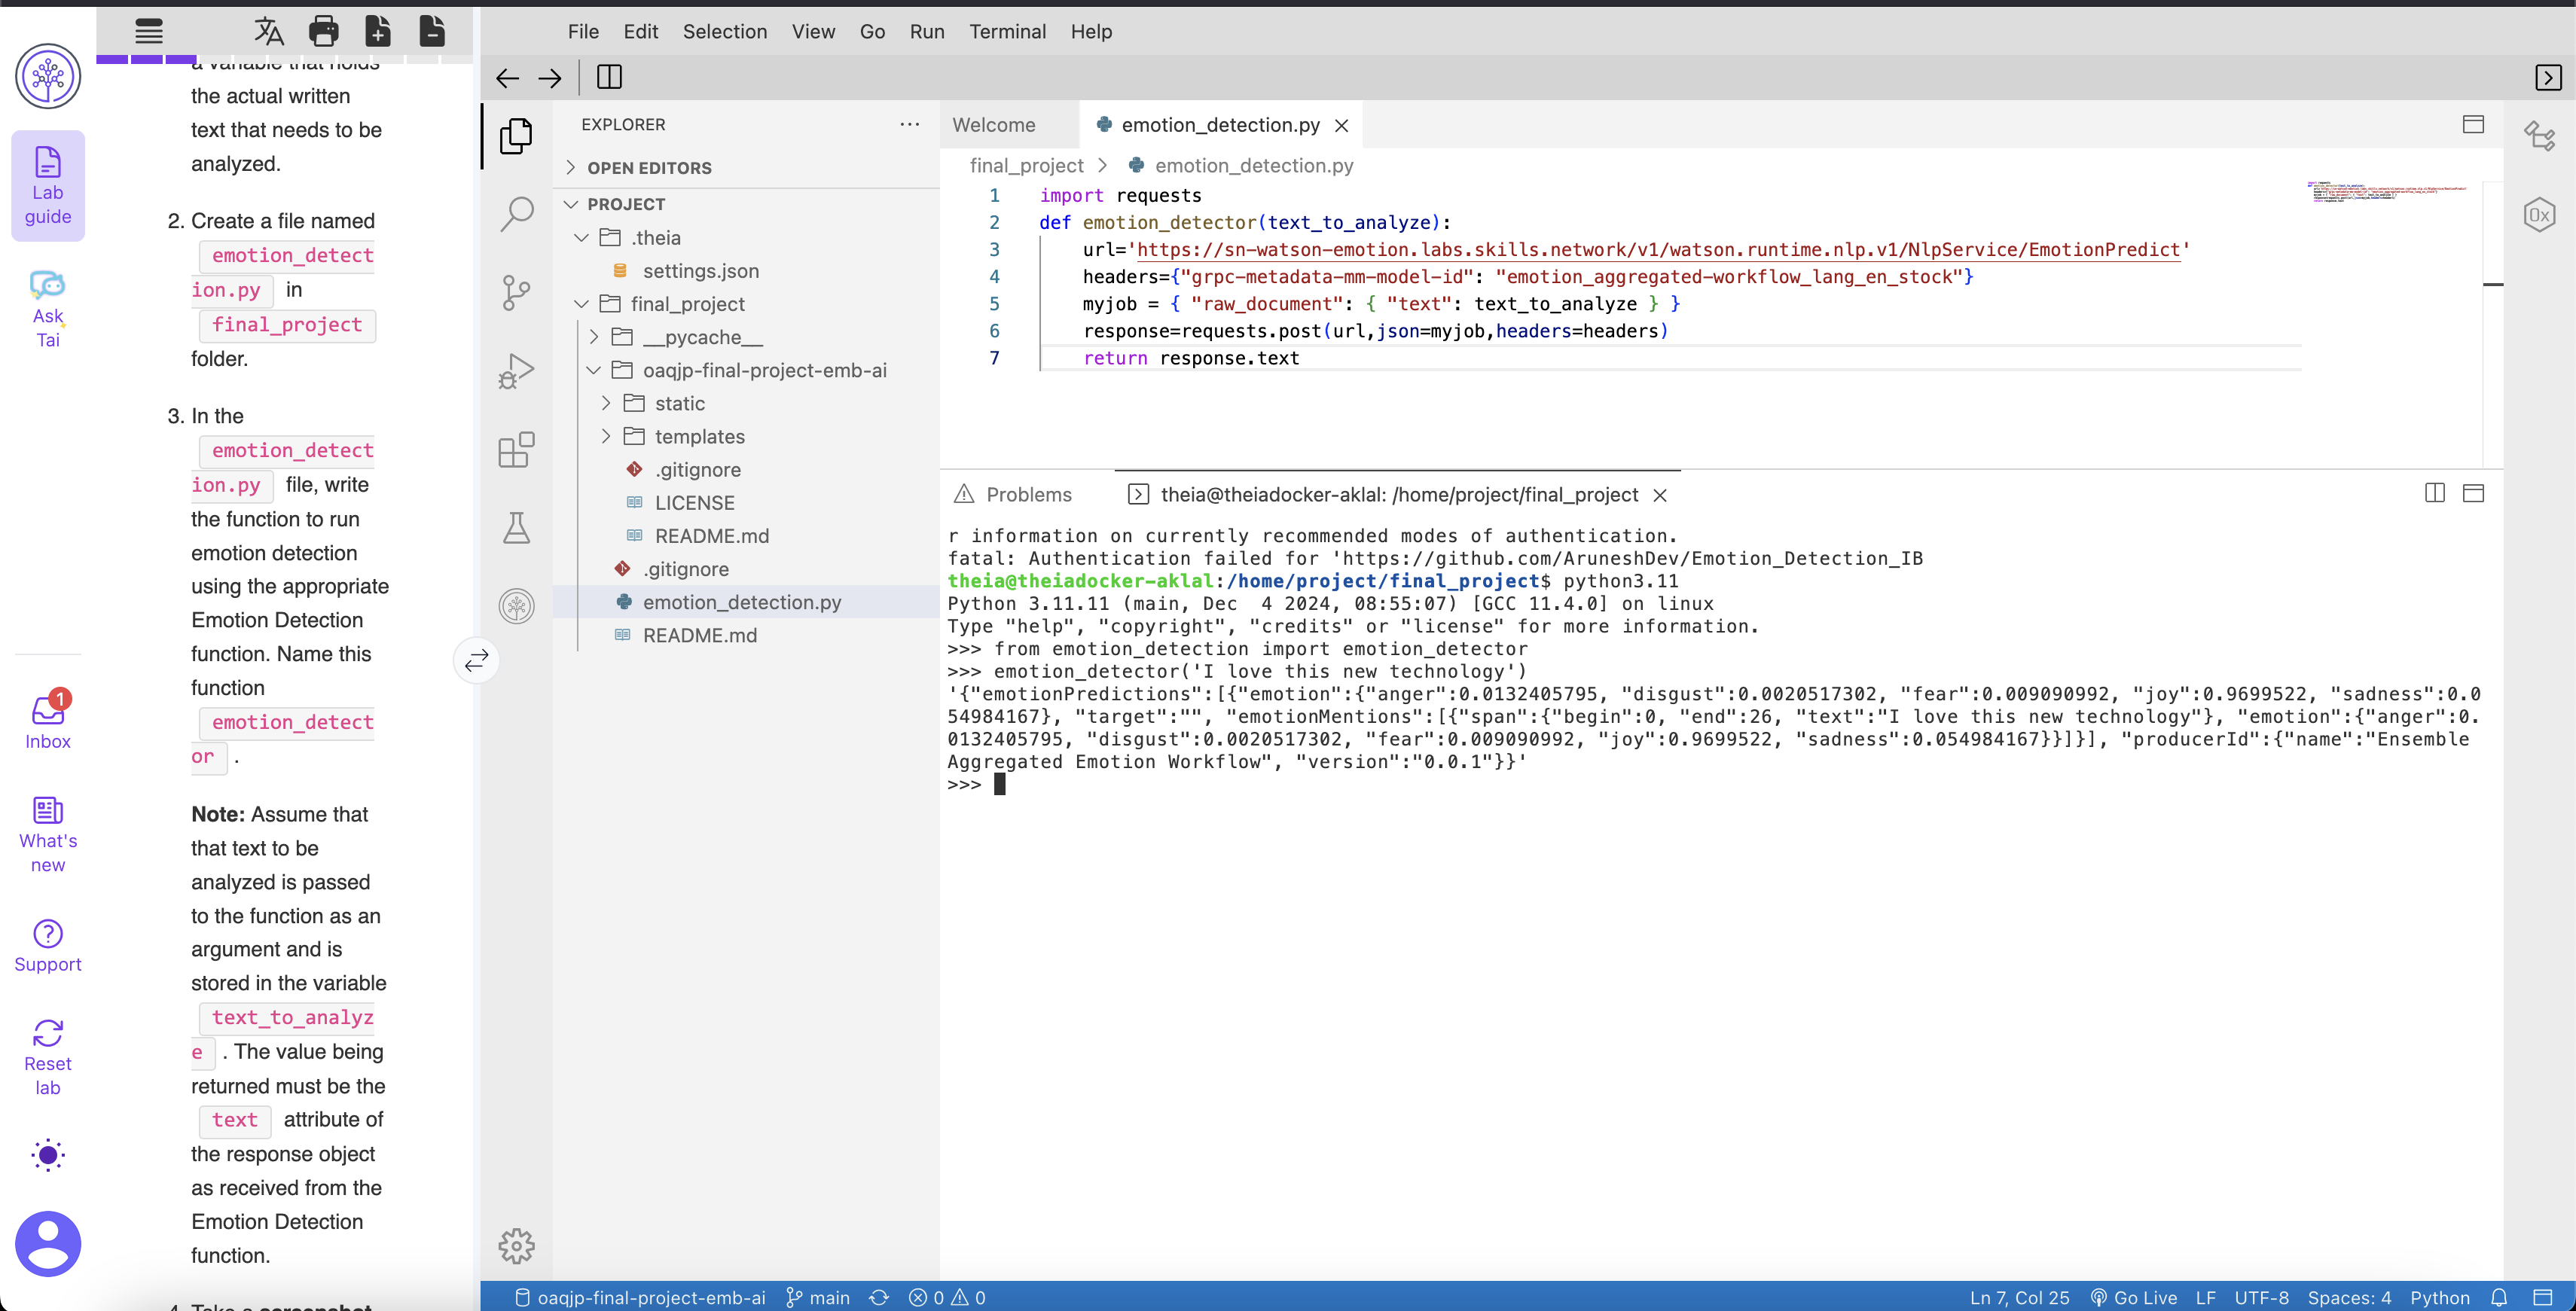 File Edit Selection View Go Run Terminal Help
Lab guide
Ask Tai
1
Inbox
What's new
Support
Reset lab
a variable that holds
the actual written
text that needs to be
analyzed.
2. Create a file named
emotion_detect
ion.py in
final_project
folder.
3. In the
emotion_detect
ion.py file, write
the function to run
emotion detection
using the appropriate
Emotion Detection
function. Name this
function
emotion_detect
or .
Note: Assume that
that text to be
analyzed is passed
to the function as an
argument and is
stored in the variable
text_to_analyz
e . The value being
returned must be the
text attribute of
the response object
as received from the
Emotion Detection
function.
4. Take a screenshot
EXPLORER
OPEN EDITORS
PROJECT
.theia
settings.json
final_project
__pycache__
oaqjp-final-project-emb-ai
static
templates
.gitignore
LICENSE
README.md
.gitignore
emotion_detection.py
README.md
Welcome emotion_detection.py
final_project > emotion_detection.py
1 import requests
2 def emotion_detector(text_to_analyze):
3 url='https://sn-watson-emotion.labs.skills.network/v1/watson.runtime.nlp.v1/NlpService/EmotionPredict'
4 headers={"grpc-metadata-mm-model-id": "emotion_aggregated-workflow_lang_en_stock"}
5 myjob = { "raw_document": { "text": text_to_analyze } }
6 response=requests.post(url,json=myjob,headers=headers)
7 return response.text
Problems theia@theiadocker-aklal: /home/project/final_project
r information on currently recommended modes of authentication.
fatal: Authentication failed for 'https://github.com/AruneshDev/Emotion_Detection_IB
theia@theiadocker-aklal:/home/project/final_project$ python3.11
Python 3.11.11 (main, Dec  4 2024, 08:55:07) [GCC 11.4.0] on linux
Type "help", "copyright", "credits" or "license" for more information.
>>> from emotion_detection import emotion_detector
>>> emotion_detector('I love this new technology')
'{"emotionPredictions":[{"emotion":{"anger":0.0132405795, "disgust":0.0020517302, "fear":0.009090992, "joy":0.9699522, "sadness":0.0
54984167}, "target":"", "emotionMentions":[{"span":{"begin":0, "end":26, "text":"I love this new technology"}, "emotion":{"anger":0.
0132405795, "disgust":0.0020517302, "fear":0.009090992, "joy":0.9699522, "sadness":0.054984167}}]}], "producerId":{"name":"Ensemble
Aggregated Emotion Workflow", "version":"0.0.1"}}'
>>>
oaqjp-final-project-emb-ai main 0 0 Ln 7, Col 25 Go Live LF UTF-8 Spaces: 4 Python